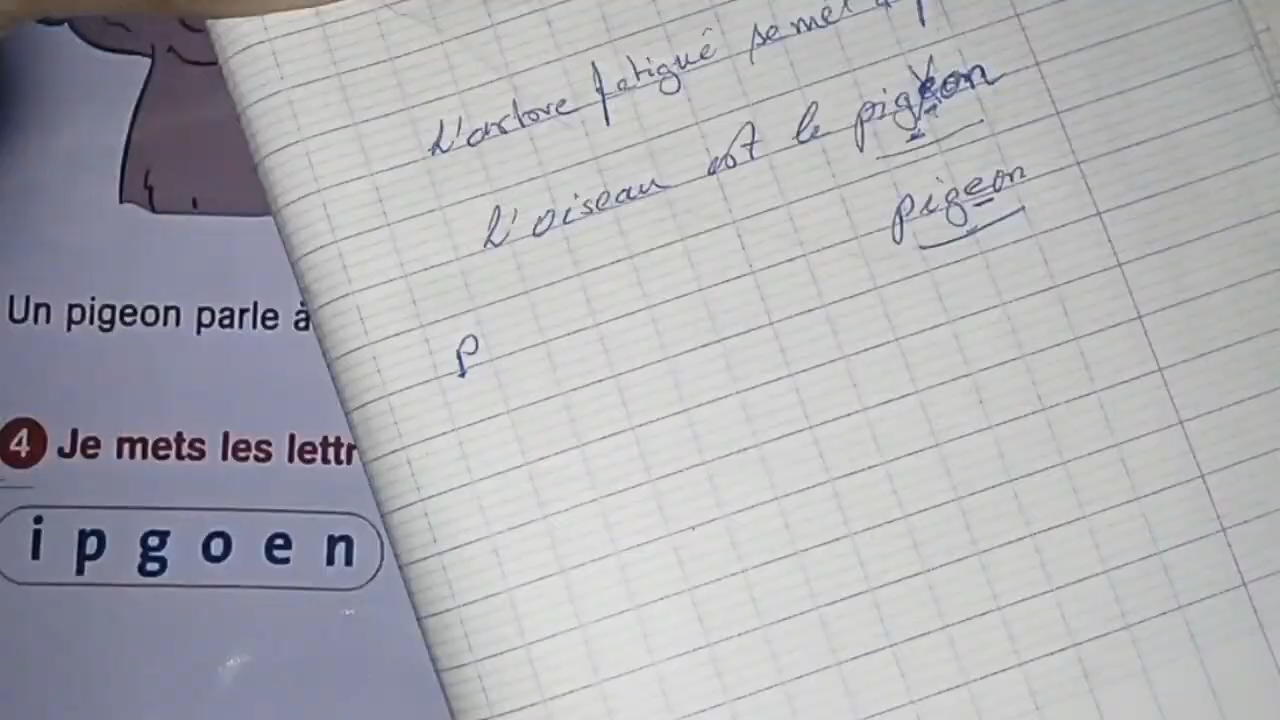 L'arbre fatigué se met à
L'oiseau est le pigeon
pigeon
P
Un pigeon parle à
4 Je mets les lettr
i p g o e n